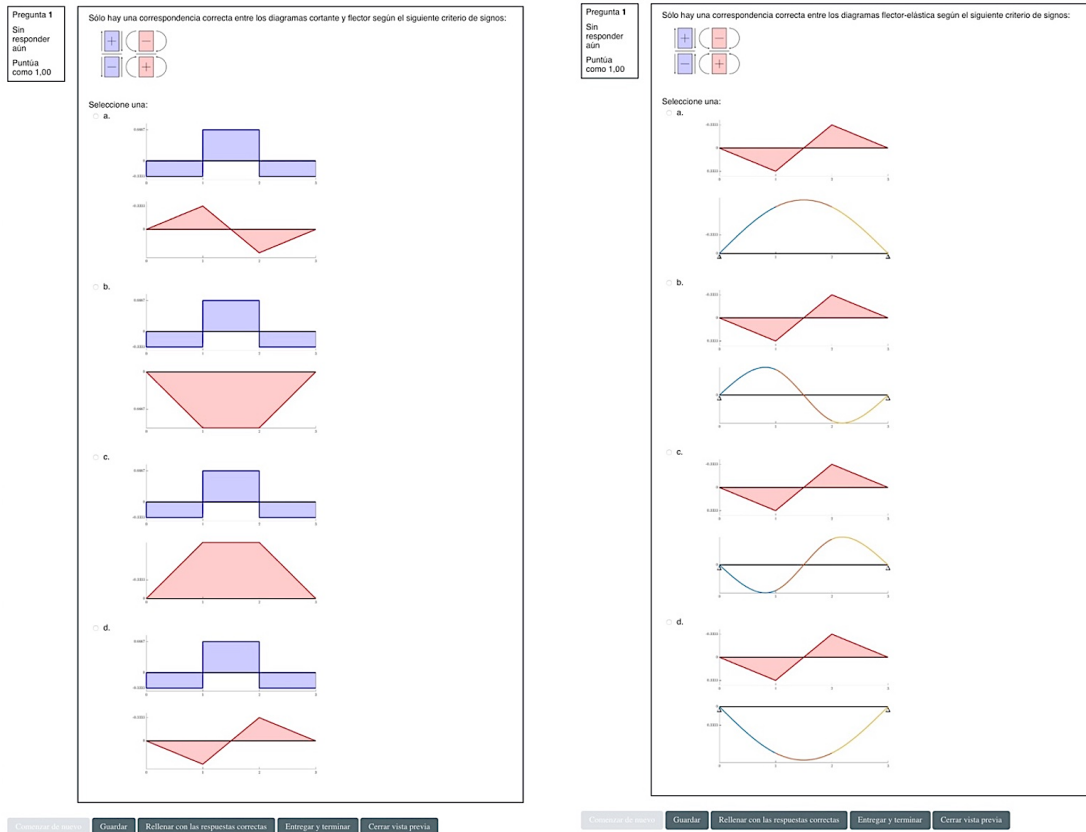 Pregunta 1
Sin
responder
aún
Puntúa
como 1,00
Sólo hay una correspondencia correcta entre los diagramas cortante y flector según el siguiente criterio de signos:
+
−
−
+
Seleccione una:
a.
b.
c.
d.
Comenzar de nuevo
Guardar
Rellenar con las respuestas correctas
Entregar y terminar
Cerrar vista previa
Pregunta 1
Sin
responder
aún
Puntúa
como 1,00
Sólo hay una correspondencia correcta entre los diagramas flector-elástica según el siguiente criterio de signos:
+
−
−
+
Seleccione una:
a.
b.
c.
d.
Comenzar de nuevo
Guardar
Rellenar con las respuestas correctas
Entregar y terminar
Cerrar vista previa